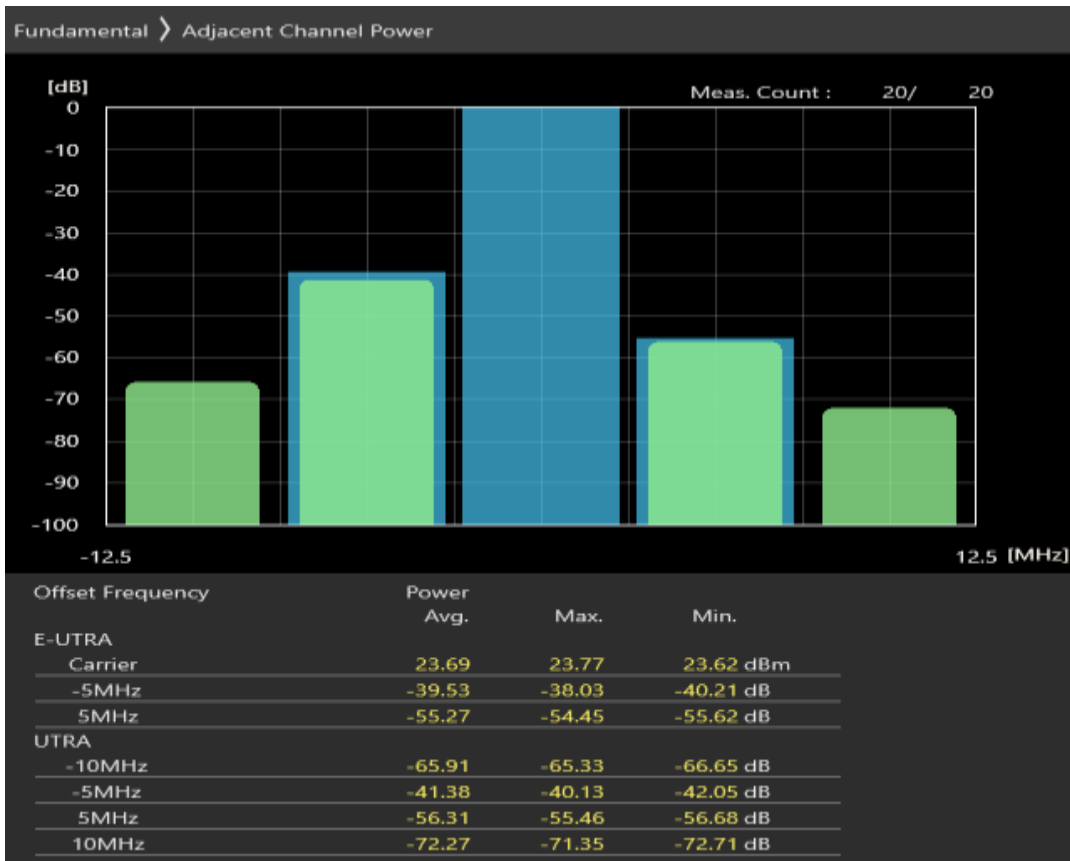 Fundamental ❭ Adjacent Channel Power
[dB]
Meas. Count : 20/ 20
0
-10
-20
-30
-40
-50
-60
-70
-80
-90
-100
-12.5 12.5 [MHz]
Offset Frequency Power
Avg. Max. Min.
E-UTRA
Carrier 23.69 23.77 23.62 dBm
-5MHz -39.53 -38.03 -40.21 dB
5MHz -55.27 -54.45 -55.62 dB
UTRA
-10MHz -65.91 -65.33 -66.65 dB
-5MHz -41.38 -40.13 -42.05 dB
5MHz -56.31 -55.46 -56.68 dB
10MHz -72.27 -71.35 -72.71 dB